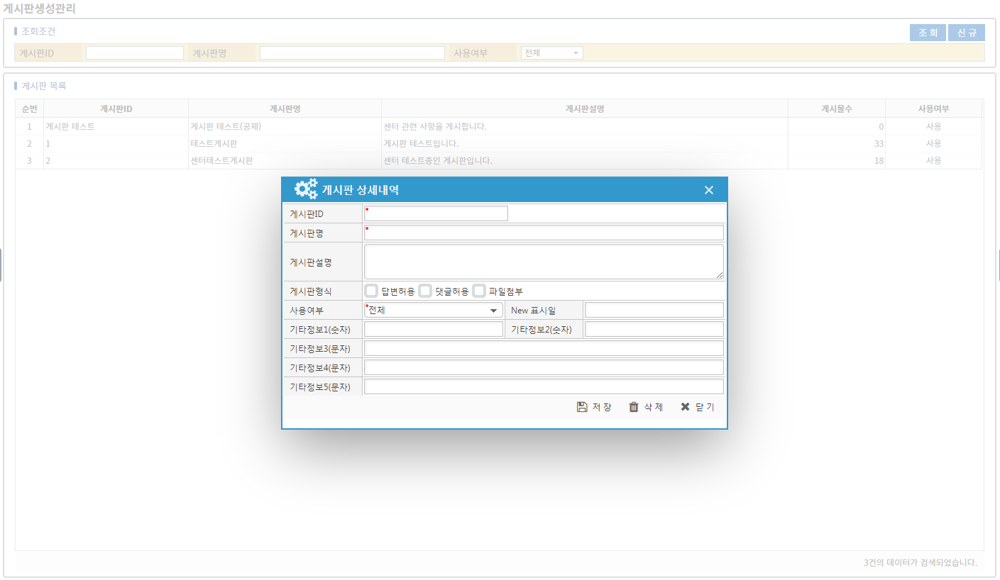 게시판생성관리
조회조건
조 회 신 규
게시판ID 게시판명 사용여부 전체
게시판 목록
순번 게시판ID 게시판명 게시판설명 게시물수 사용여부
1 게시판 테스트 게시판 테스트(공제)센터 관련 사항을 게시합니다. 0 사용
2 1 테스트게시판 게시판 테스트입니다. 33 사용
3 2 센터테스트게시판 센터 테스트중인 게시판입니다. 18 사용
게시판 상세내역
게시판ID
게시판명
게시판설명
게시판형식 답변허용 댓글허용 파일첨부
사용여부 전체 New 표시일
기타정보1(숫자) 기타정보2(숫자)
기타정보3(문자)
기타정보4(문자)
기타정보5(문자)
저 장 삭 제 닫 기
3건의 데이터가 검색되었습니다.